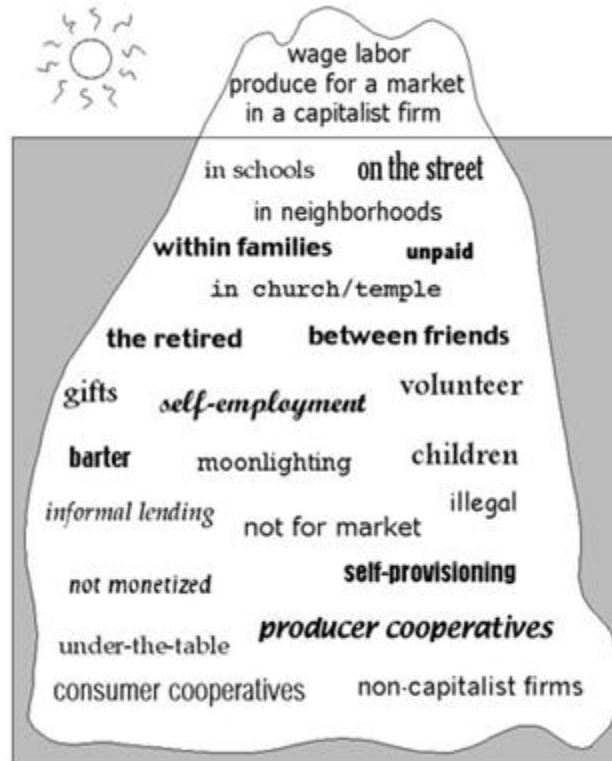 wage labor
produce for a market
in a capitalist firm
in schools on the street
in neighborhoods
within families unpaid
in church/temple
the retired between friends
gifts self-employment volunteer
barter moonlighting children
informal lending not for market illegal
not monetized self-provisioning
under-the-table producer cooperatives
consumer cooperatives non-capitalist firms